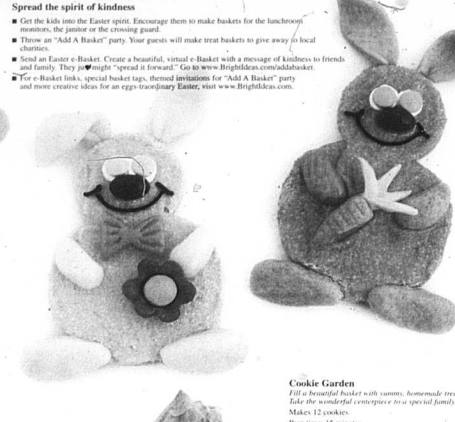 Spread the spirit of kindness
■ Get the kids into the Easter spirit. Encourage them to make baskets for the lunchroom
monitors, the janitor or the crossing guard.
■ Throw an "Add A Basket" party. Your guests will make treat baskets to give away to local
charities.
■ Send an Easter e-Basket. Create a beautiful, virtual e-Basket with a message of kindness to friends
and family. They just might "spread it forward." Go to www.BrightIdeas.com/addabasket.
■ For e-Basket links, special basket tags, themed invitations for "Add A Basket" party
and more creative ideas for an eggs-traordinary Easter, visit www.BrightIdeas.com.
Cookie Garden
Fill a beautiful basket with yummy, homemade
Take the wonderful centerpiece to a special family
Makes 12 cookies